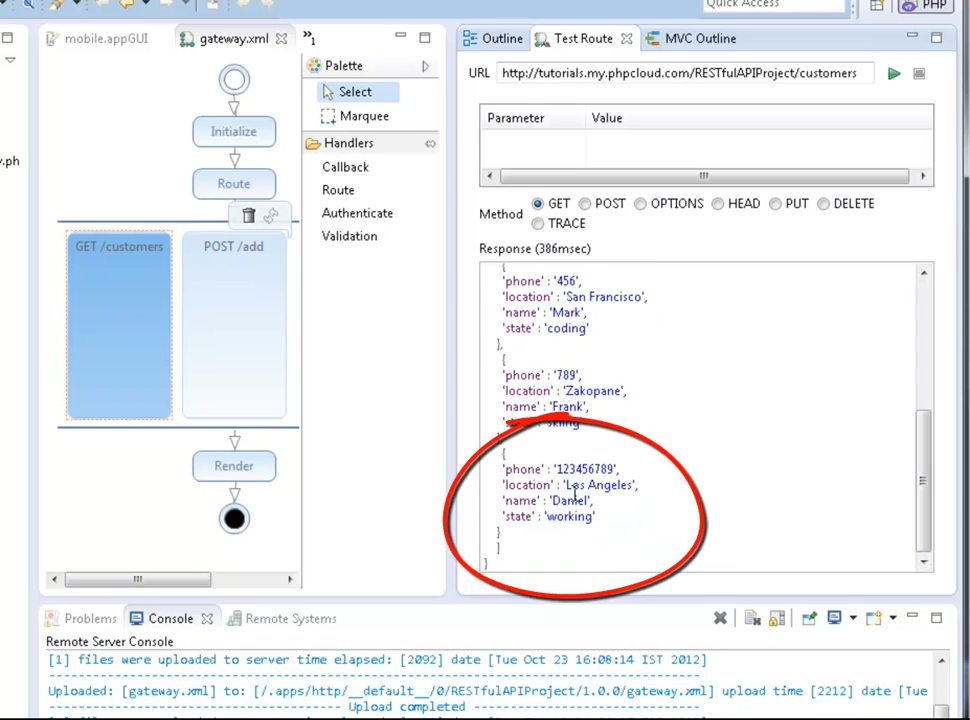 Quick Access
PHP
mobile.appGUI
gateway.xml
»1
Palette
Select
Marquee
Handlers
Callback
Route
Authenticate
Validation
Initialize
Route
GET /customers
POST /add
Render
y.ph
Outline
Test Route
MVC Outline
URL
http://tutorials.my.phpcloud.com/RESTfulAPIProject/customers
Parameter Value
Method
GET POST OPTIONS HEAD PUT DELETE
TRACE
Response (386msec)
{
'phone' : '456',
'location' : 'San Francisco',
'name' : 'Mark',
'state' : 'coding'
},
{
'phone' : '789',
'location' : 'Zakopane',
'name' : 'Frank',
'skiing'
{
'phone' : '123456789',
'location' : 'Los Angeles',
'name' : 'Daniel',
'state' : 'working'
}
]
}
Problems Console Remote Systems
Remote Server Console
[1] files were uploaded to server time elapsed: [2092] date [Tue Oct 23 16:08:14 IST 2012]
--------------------------------------------------------------
Uploaded: [gateway.xml] to: [/.apps/http/__default__/0/RESTfulAPIProject/1.0.0/gateway.xml] upload time [2212] date [Tue
---------------------------- Upload completed ----------------------------